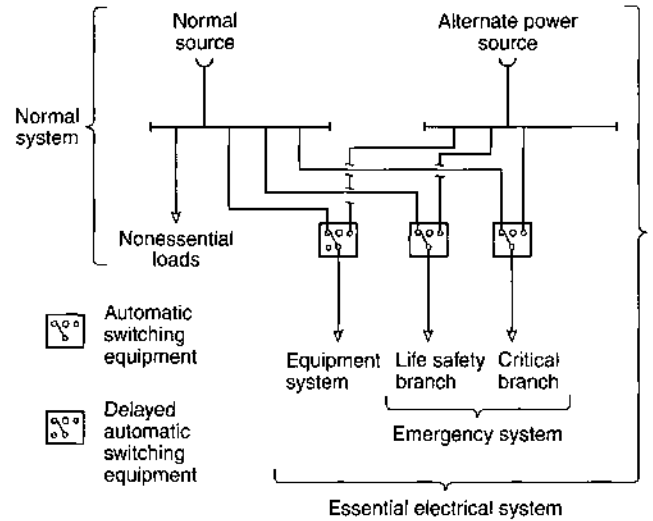 Normal
source
Alternate power
source
Normal
system
Nonessential
loads
Automatic
switching
equipment
Equipment
system
Life safety
branch
Critical
branch
Delayed
automatic
switching
equipment
Emergency system
Essential electrical system